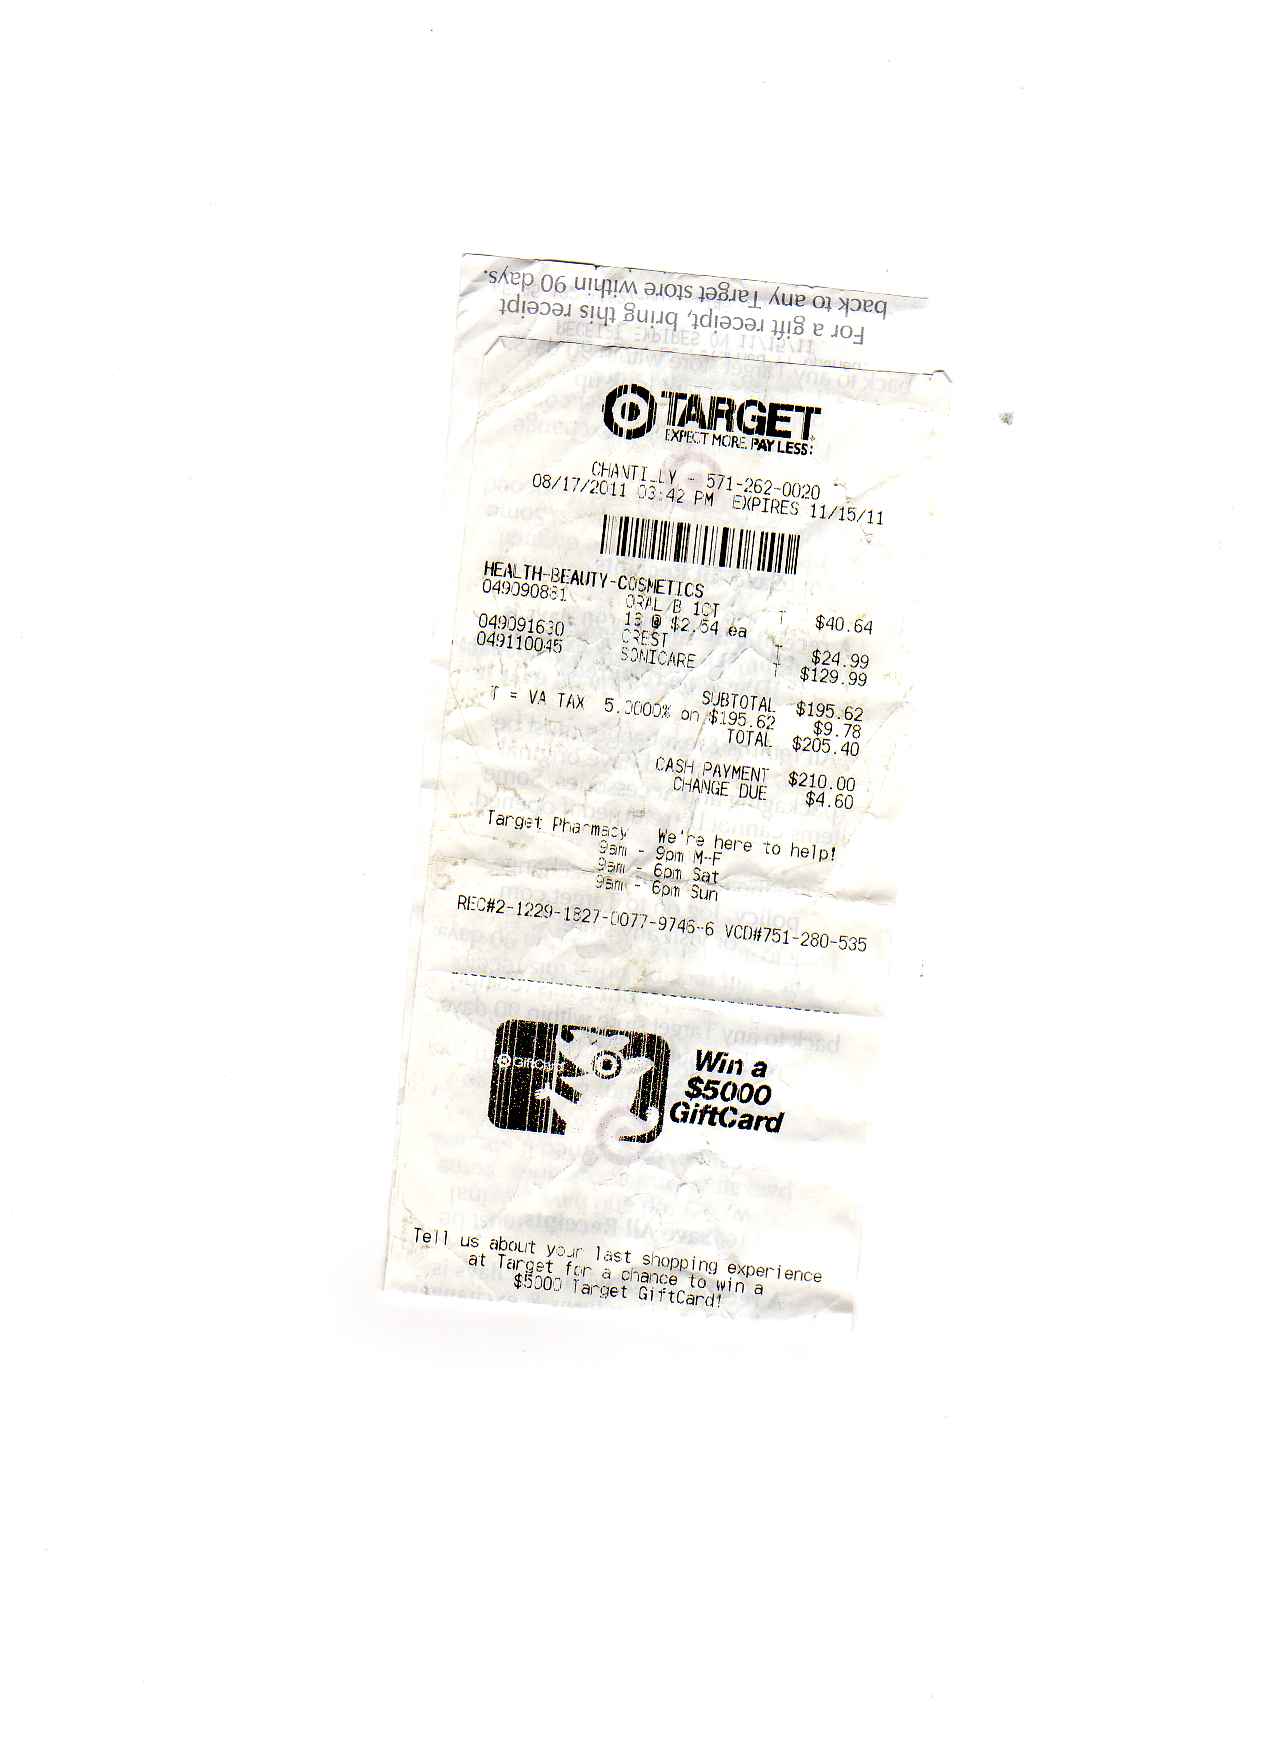 For a gift receipt, bring this receipt
back to any Target store within 90 days.
TARGET
EXPECT MORE. PAY LESS.
CHANTILLY - 571-262-0020
08/17/2011 03:42 PM EXPIRES 11/15/11
HEALTH-BEAUTY-COSMETICS
049090881 ORAL B 1CT T $40.64
16 @ $2.54 ea
049091630 CREST T $24.99
049110045 SONICARE T $129.99
SUBTOTAL $195.62
T = VA TAX 5.0000% on $195.62 $9.78
TOTAL $205.40
CASH PAYMENT $210.00
CHANGE DUE $4.60
Target Pharmacy We're here to help!
9am - 9pm M-F
9am - 6pm Sat
9am - 6pm Sun
REC#2-1229-1827-0077-9746-6 VCD#751-280-535
GiftCard
Win a
$5000
GiftCard
Tell us about your last shopping experience
at Target for a chance to win a
$5000 Target GiftCard!